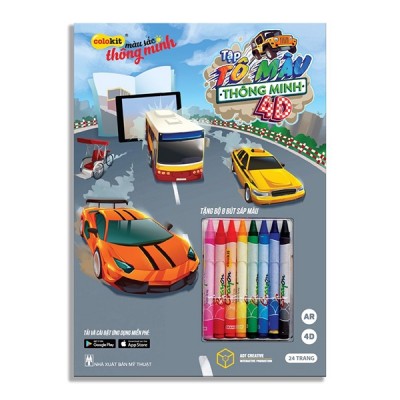 colokit
màu sắc
thông minh
Tập
TÔ MÀU
THÔNG MINH
4D
TẶNG BỘ 8 BÚT SÁP MÀU
TẢI VÀ CÀI ĐẶT ỨNG DỤNG MIỄN PHÍ
Google Play
App Store
NHÀ XUẤT BẢN MỸ THUẬT
ART CREATIVE
INTERACTIVE PRODUCTION
AR
4D
24 TRANG